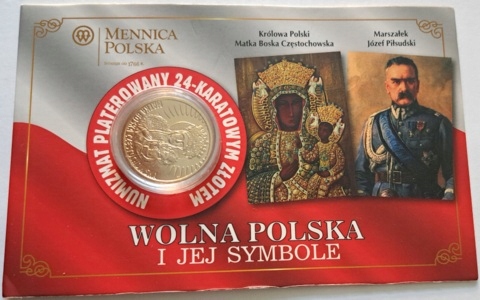 MENNICA
POLSKA
Królowa Polski
Matka Boska Częstochowska
Marszałek
Józef Piłsudski
NUMIZMAT PLATEROWANY 24-KARATOWYM ZŁOTEM
WOLNA POLSKA
I JEJ SYMBOLE